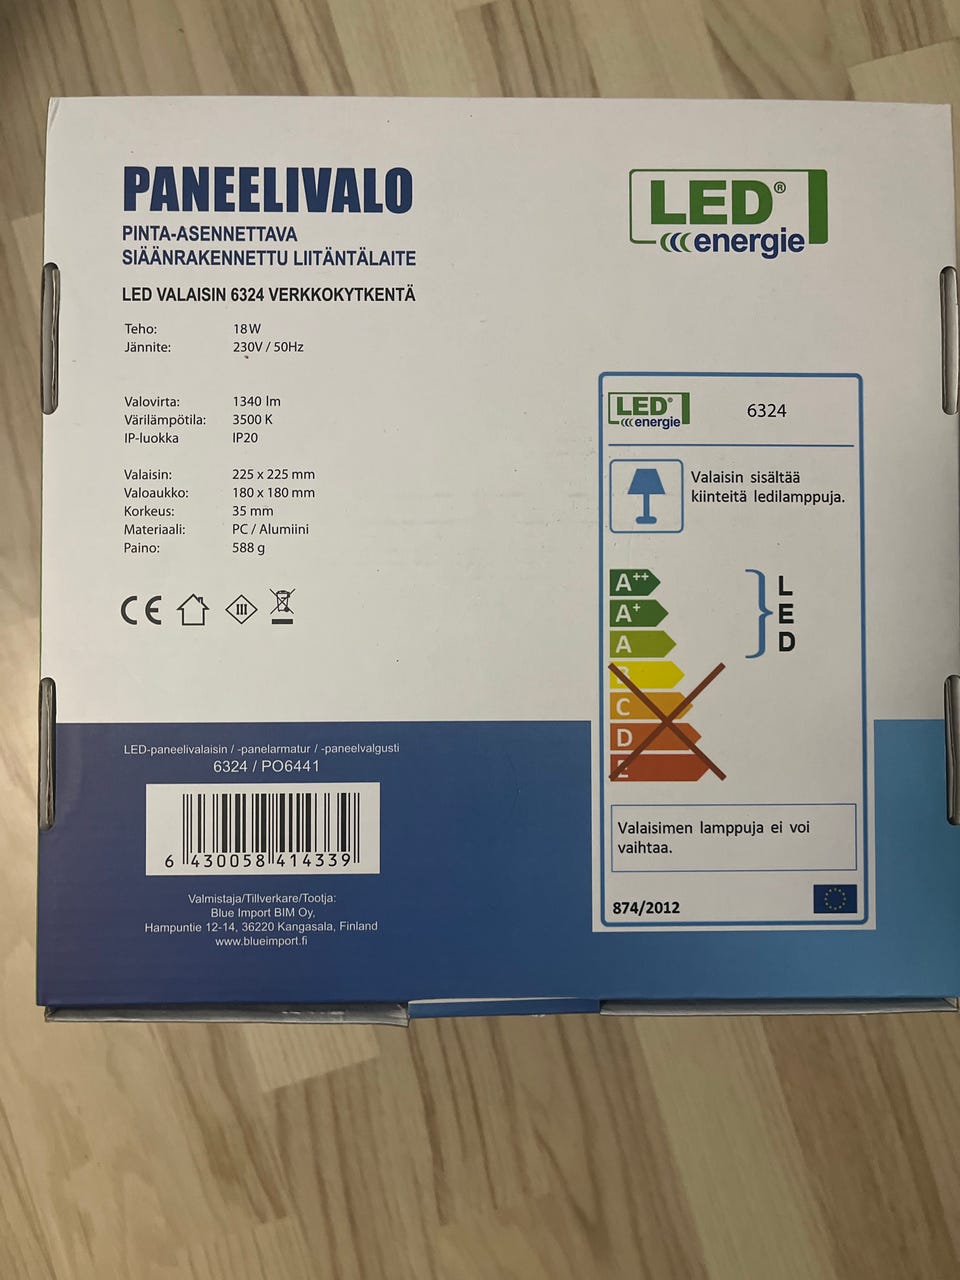 PANEELIVALO
PINTA-ASENNETTAVA
SIÄÄNRAKENNETTU LIITÄNTÄLAITE
LED VALAISIN 6324 VERKKOKYTKENTÄ
Teho: 18W
Jännite: 230V / 50Hz
Valovirta: 1340 lm
Värilämpötila: 3500 K
IP-luokka IP20
Valaisin: 225 x 225 mm
Valoaukko: 180 x 180 mm
Korkeus: 35 mm
Materiaali: PC / Alumiini
Paino: 588 g
CE
III
LED-paneelivalaisin / -panelarmatur / -paneelvalgusti
6324 / PO6441
6 430058 414339
Valmistaja/Tillverkare/Tootja:
Blue Import BIM Oy,
Hampuntie 12-14, 36220 Kangasala, Finland
www.blueimport.fi
LED®
energie
LED®
energie
6324
Valaisin sisältää
kiinteitä ledilamppuja.
A++
A+
A
B
C
D
E
L
E
D
Valaisimen lamppuja ei voi
vaihtaa.
874/2012